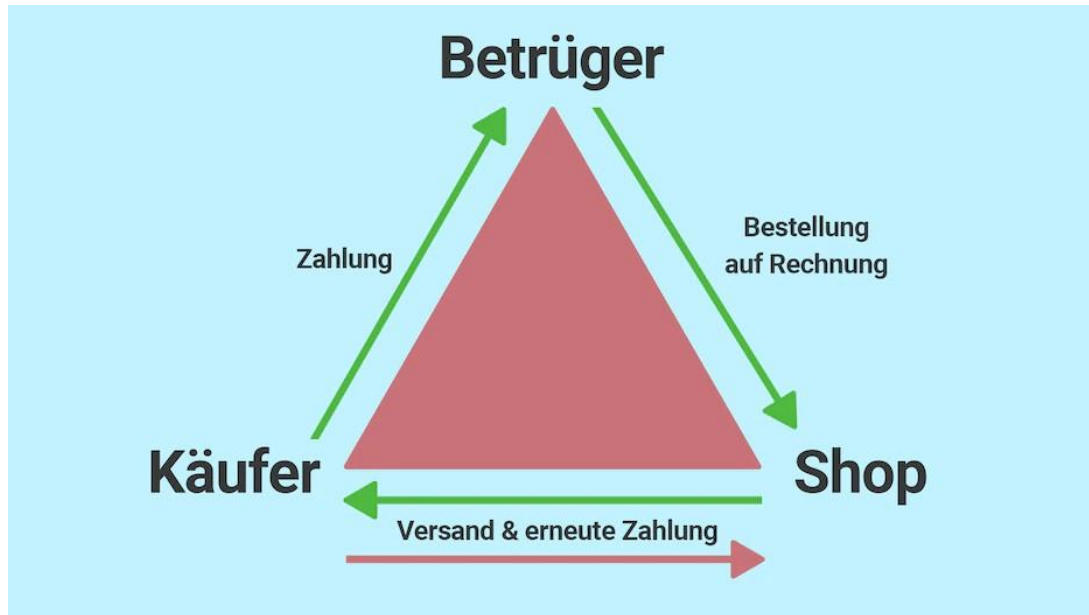 Betrüger
Zahlung
Bestellung
auf Rechnung
Käufer
Shop
Versand & erneute Zahlung